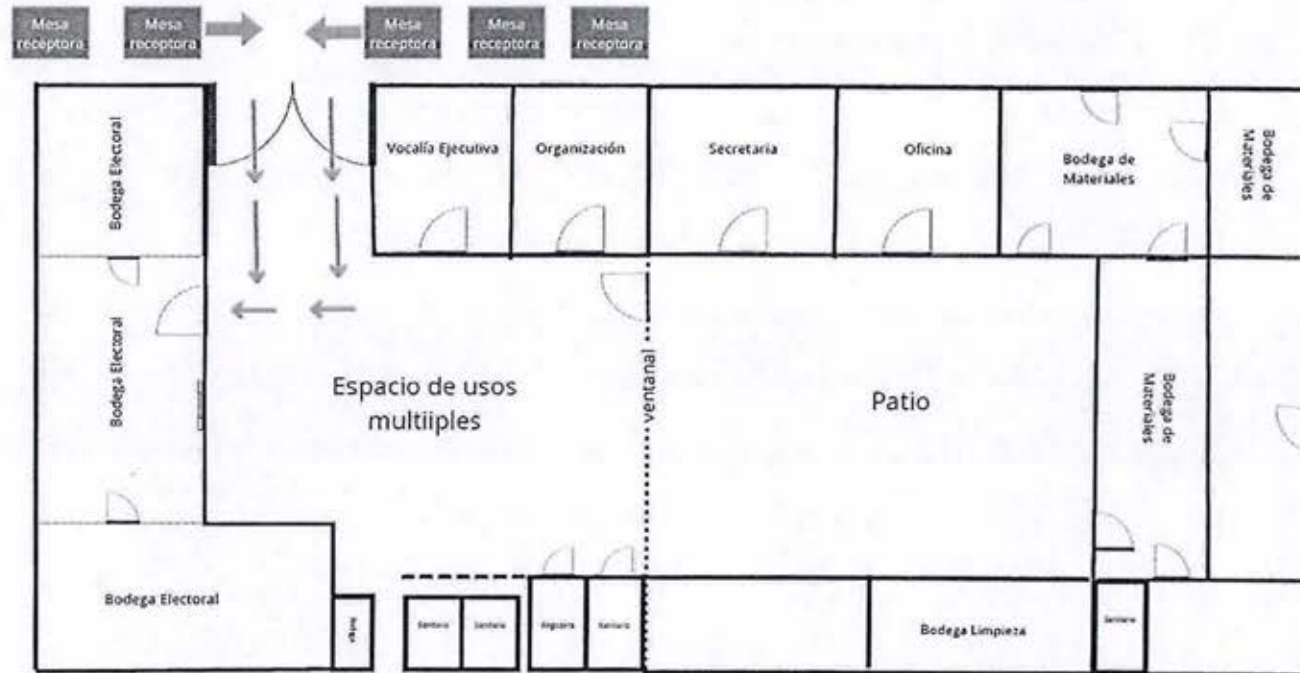 Mesa
receptora
Mesa
receptora
Mesa
receptora
Mesa
receptora
Mesa
receptora
Bodega Electoral
Vocalía Ejecutiva
Organización
Secretaria
Oficina
Bodega de
Materiales
Bodega de
Materiales
Bodega Electoral
Espacio de usos
multiiples
ventanal
Patio
Bodega de
Materiales
Bodega Electoral
Bodega
Sanitario
Sanitario
Sanitario
Bodega Limpieza
Sanitario